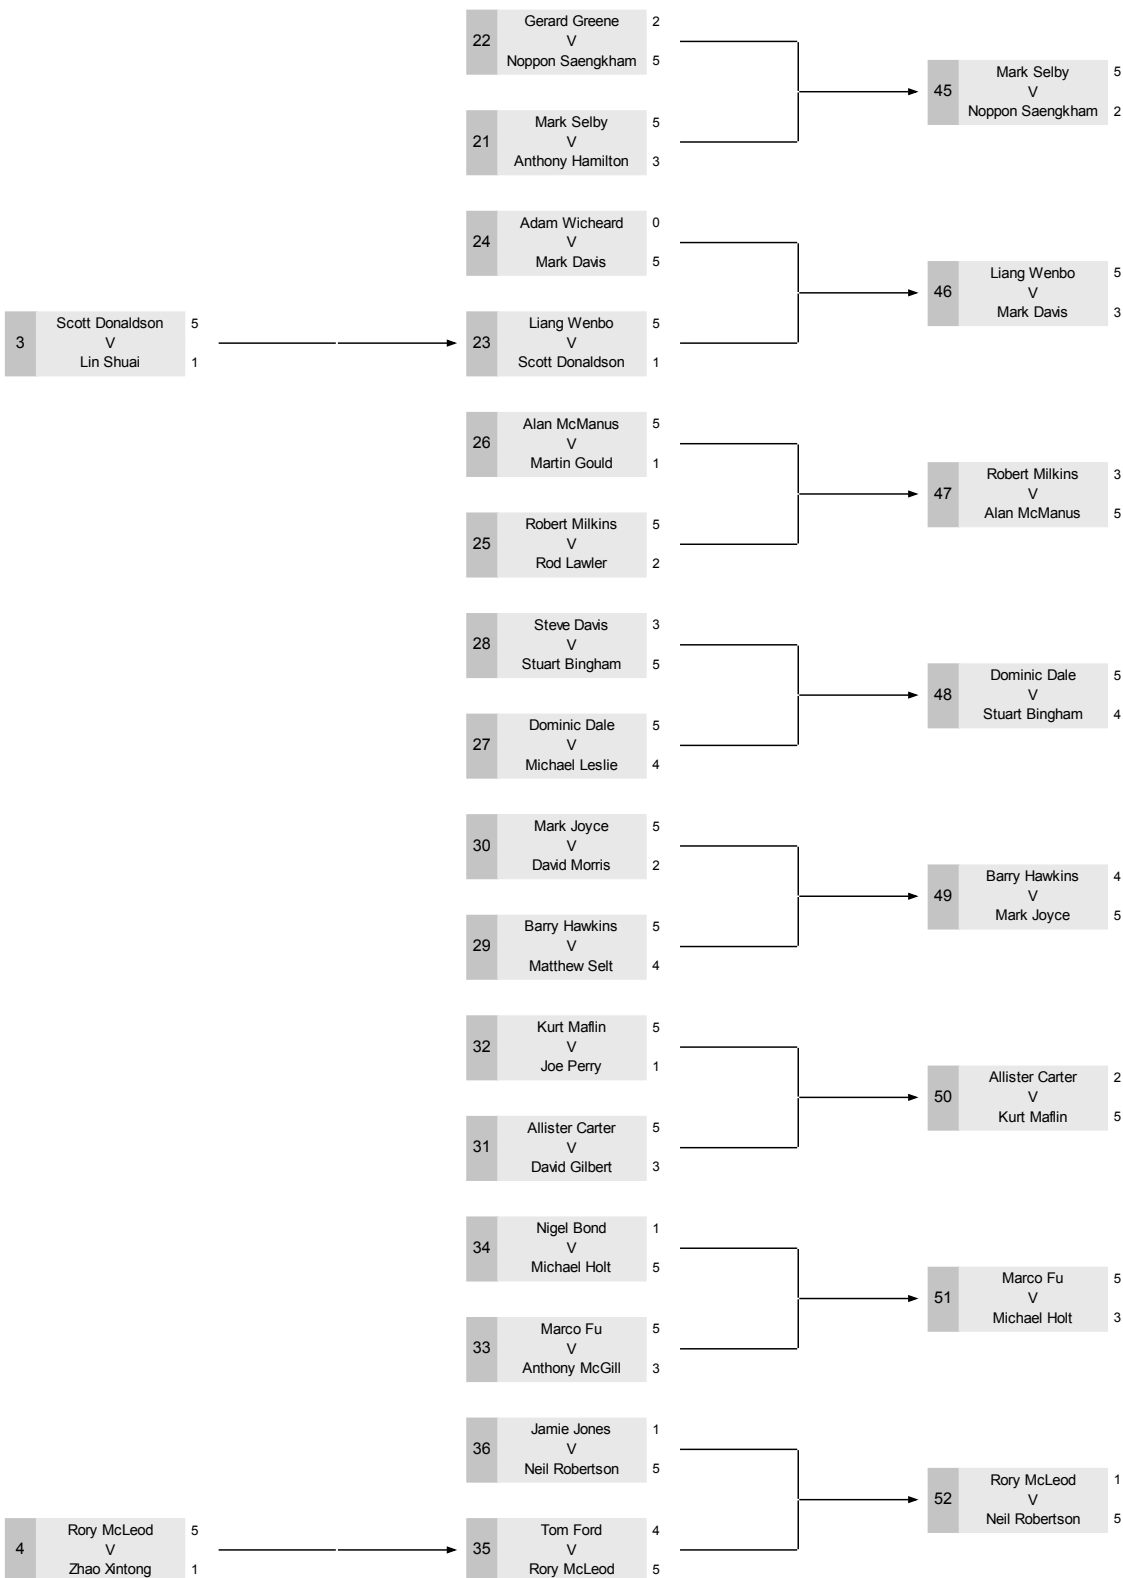 22
Gerard Greene 2
V
Noppon Saengkham 5
45
Mark Selby 5
V
Noppon Saengkham 2
21
Mark Selby 5
V
Anthony Hamilton 3
24
Adam Wicheard 0
V
Mark Davis 5
46
Liang Wenbo 5
V
Mark Davis 3
3
Scott Donaldson 5
V
Lin Shuai 1
23
Liang Wenbo 5
V
Scott Donaldson 1
26
Alan McManus 5
V
Martin Gould 1
47
Robert Milkins 3
V
Alan McManus 5
25
Robert Milkins 5
V
Rod Lawler 2
28
Steve Davis 3
V
Stuart Bingham 5
48
Dominic Dale 5
V
Stuart Bingham 4
27
Dominic Dale 5
V
Michael Leslie 4
30
Mark Joyce 5
V
David Morris 2
49
Barry Hawkins 4
V
Mark Joyce 5
29
Barry Hawkins 5
V
Matthew Selt 4
32
Kurt Maflin 5
V
Joe Perry 1
50
Allister Carter 2
V
Kurt Maflin 5
31
Allister Carter 5
V
David Gilbert 3
34
Nigel Bond 1
V
Michael Holt 5
51
Marco Fu 5
V
Michael Holt 3
33
Marco Fu 5
V
Anthony McGill 3
36
Jamie Jones 1
V
Neil Robertson 5
52
Rory McLeod 1
V
Neil Robertson 5
4
Rory McLeod 5
V
Zhao Xintong 1
35
Tom Ford 4
V
Rory McLeod 5